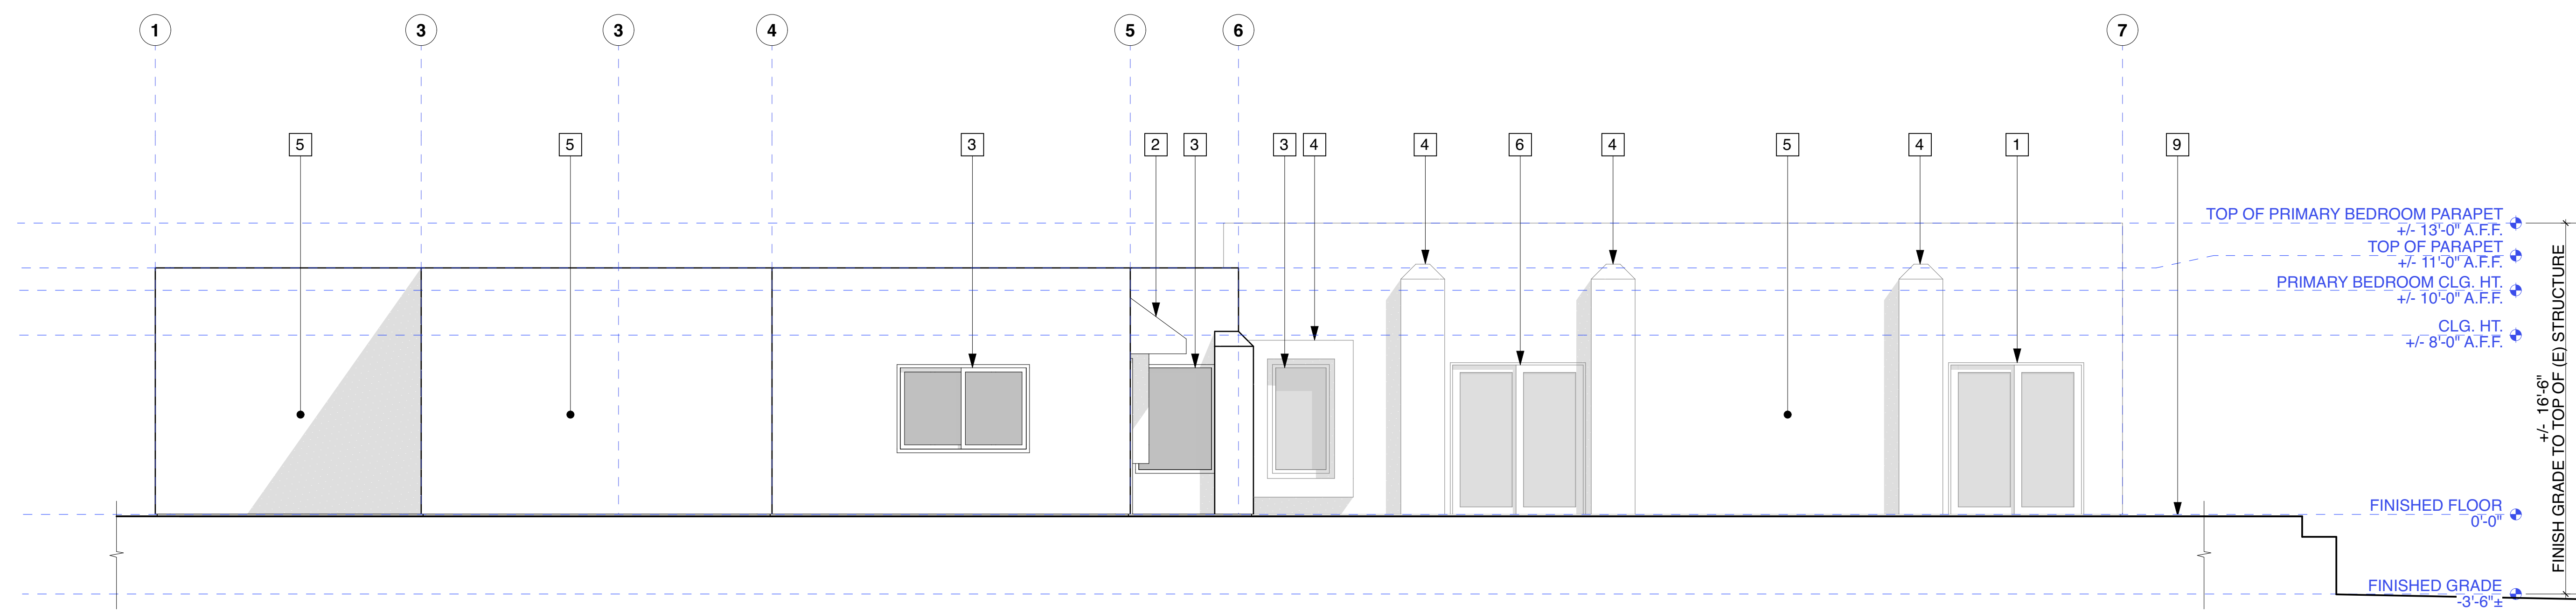 1 3 3 4 5 6 7
5 5 3 2 3 3 4 4 6 4 5 4 1 9
TOP OF PRIMARY BEDROOM PARAPET
+/- 13'-0" A.F.F.
TOP OF PARAPET
+/- 11'-0" A.F.F.
PRIMARY BEDROOM CLG. HT.
+/- 10'-0" A.F.F.
CLG. HT.
+/- 8'-0" A.F.F.
FINISHED FLOOR
0'-0"
FINISHED GRADE
-3'-6"±
+/- 16'-6"
FINISH GRADE TO TOP OF (E) STRUCTURE